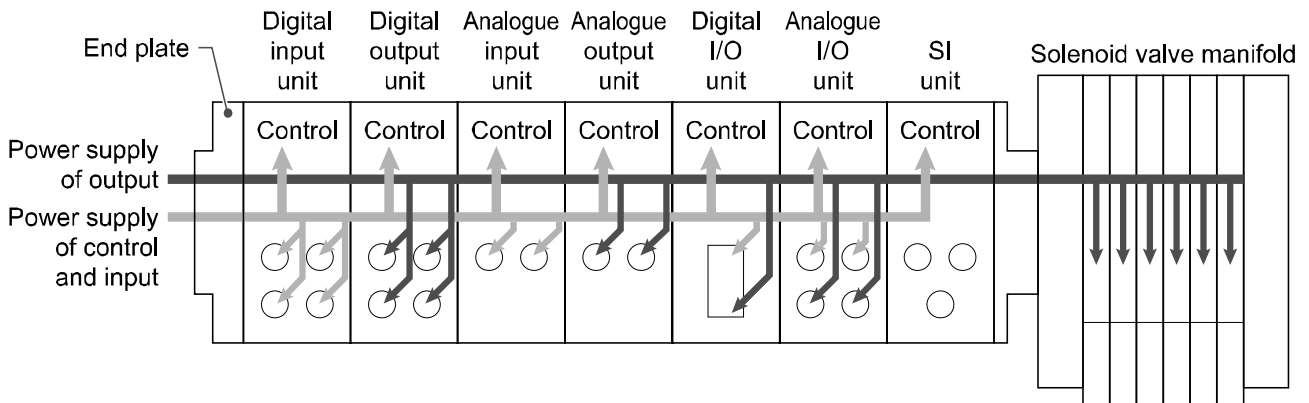 End plate
Digital
input
unit
Digital
output
unit
Analogue
input
unit
Analogue
output
unit
Digital
I/O
unit
Analogue
I/O
unit
SI
unit
Solenoid valve manifold
Control
Control
Control
Control
Control
Control
Control
Power supply
of output
Power supply
of control
and input